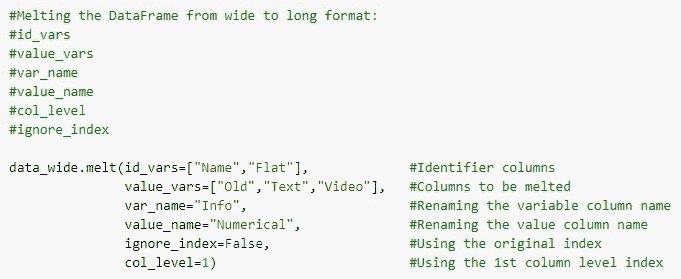 #Melting the DataFrame from wide to long format:
#id_vars
#value_vars
#var_name
#value_name
#col_level
#ignore_index
data_wide.melt(id_vars=["Name","Flat"], #Identifier columns
value_vars=["Old","Text","Video"], #Columns to be melted
var_name="Info", #Renaming the variable column name
value_name="Numerical", #Renaming the value column name
ignore_index=False, #Using the original index
col_level=1) #Using the 1st column level index